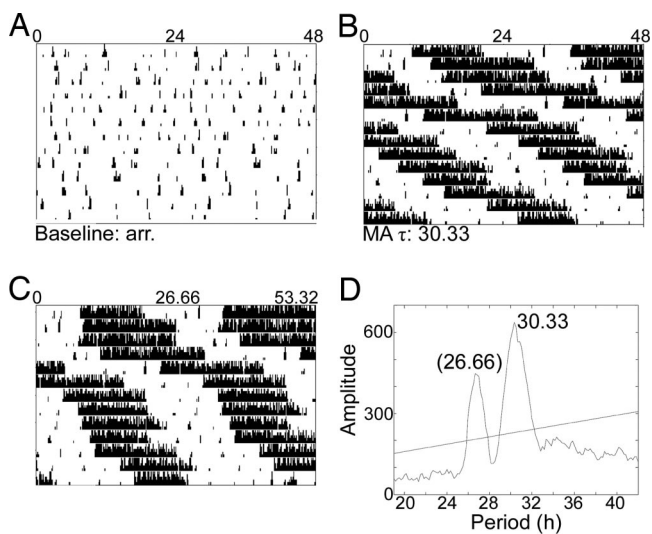 A
0 24 48
Baseline: arr.
B
0 24 48
MA τ: 30.33
C
0 26.66 53.32
D
30.33
(26.66)
600
300
0
Amplitude
20 24 28 32 36 40
Period (h)